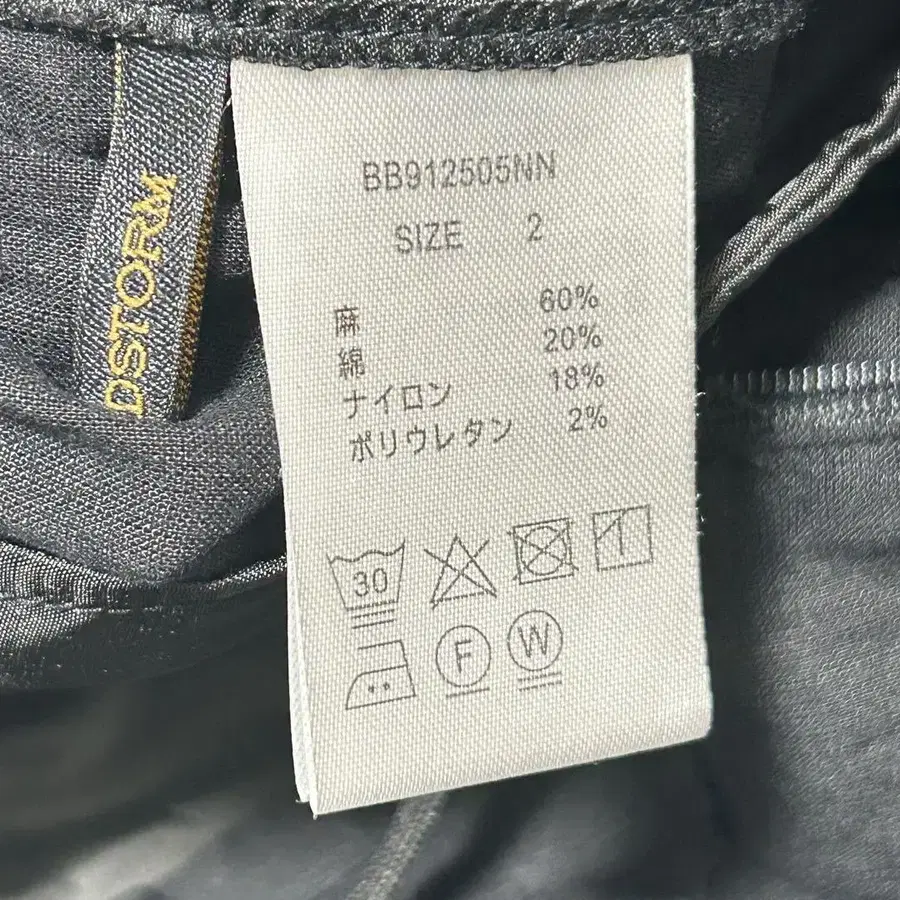 DSTORM
BB912505NN
SIZE 2
麻 60%
綿 20%
ナイロン 18%
ポリウレタン 2%
30
F W